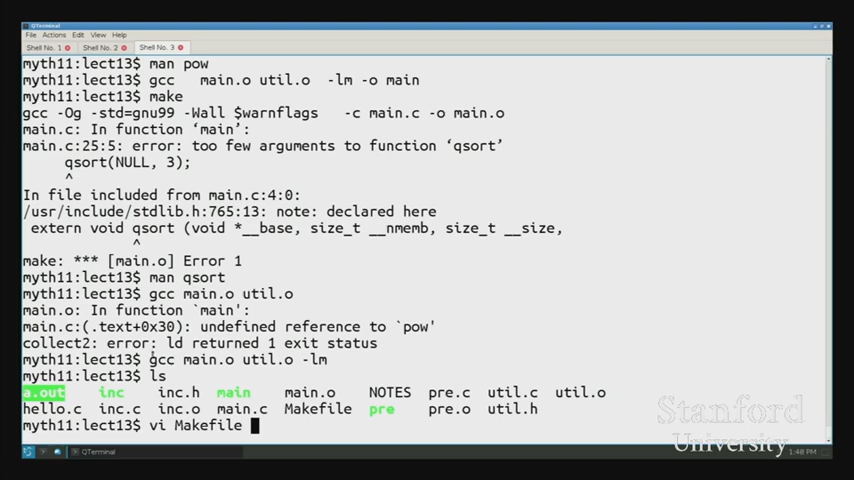 QTerminal
File Actions Edit View Help
Shell No. 1 Shell No. 2 Shell No. 3
myth11:lect13$ man pow
myth11:lect13$ gcc   main.o util.o  -lm -o main
myth11:lect13$ make
gcc -Og -std=gnu99 -Wall $warnflags   -c main.c -o main.o
main.c: In function ‘main’:
main.c:25:5: error: too few arguments to function ‘qsort’
     qsort(NULL, 3);
     ^
In file included from main.c:4:0:
/usr/include/stdlib.h:765:13: note: declared here
 extern void qsort (void *__base, size_t __nmemb, size_t __size,
             ^
make: *** [main.o] Error 1
myth11:lect13$ man qsort
myth11:lect13$ gcc main.o util.o
main.o: In function `main':
main.c:(.text+0x30): undefined reference to `pow'
collect2: error: ld returned 1 exit status
myth11:lect13$ gcc main.o util.o -lm
myth11:lect13$ ls
a.out    inc    inc.h  main    main.o    NOTES  pre.c  util.c  util.o
hello.c  inc.c  inc.o  main.c  Makefile  pre    pre.o  util.h
myth11:lect13$ vi Makefile
Stanford
University
QTerminal
1:48 PM